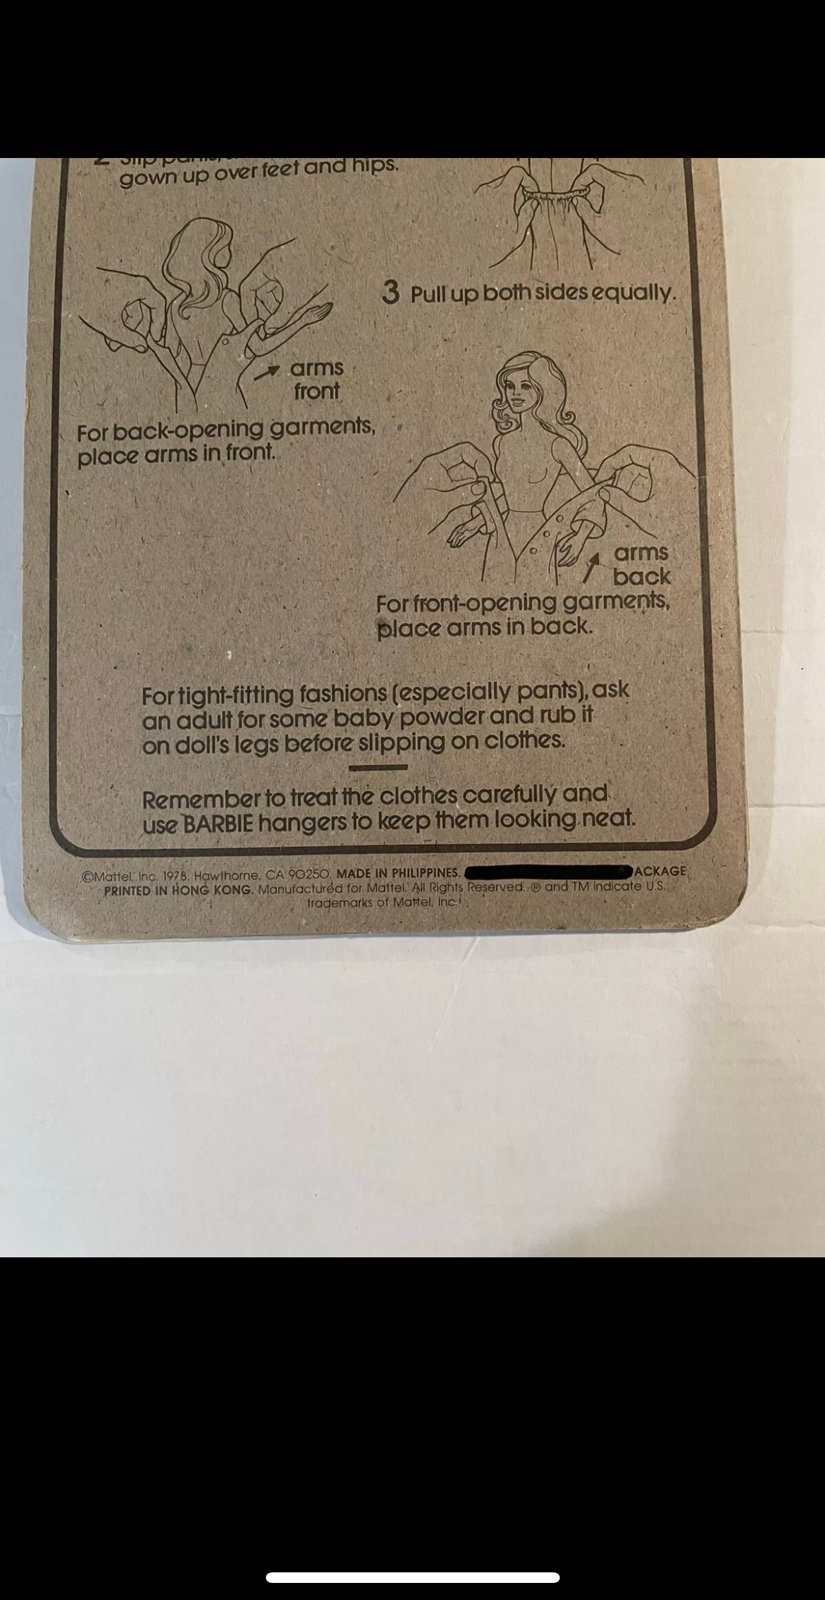 2 Slip pants,
gown up over feet and hips.
3 Pull up both sides equally.
arms
front
For back-opening garments,
place arms in front.
arms
back
For front-opening garments,
place arms in back.
For tight-fitting fashions (especially pants), ask
an adult for some baby powder and rub it
on doll's legs before slipping on clothes.
Remember to treat the clothes carefully and
use BARBIE hangers to keep them looking neat.
©Mattel, Inc. 1978. Hawthorne, CA 90250. MADE IN PHILIPPINES. ACKAGE
PRINTED IN HONG KONG. Manufactured for Mattel. All Rights Reserved. ® and TM indicate U.S.
trademarks of Mattel, Inc.